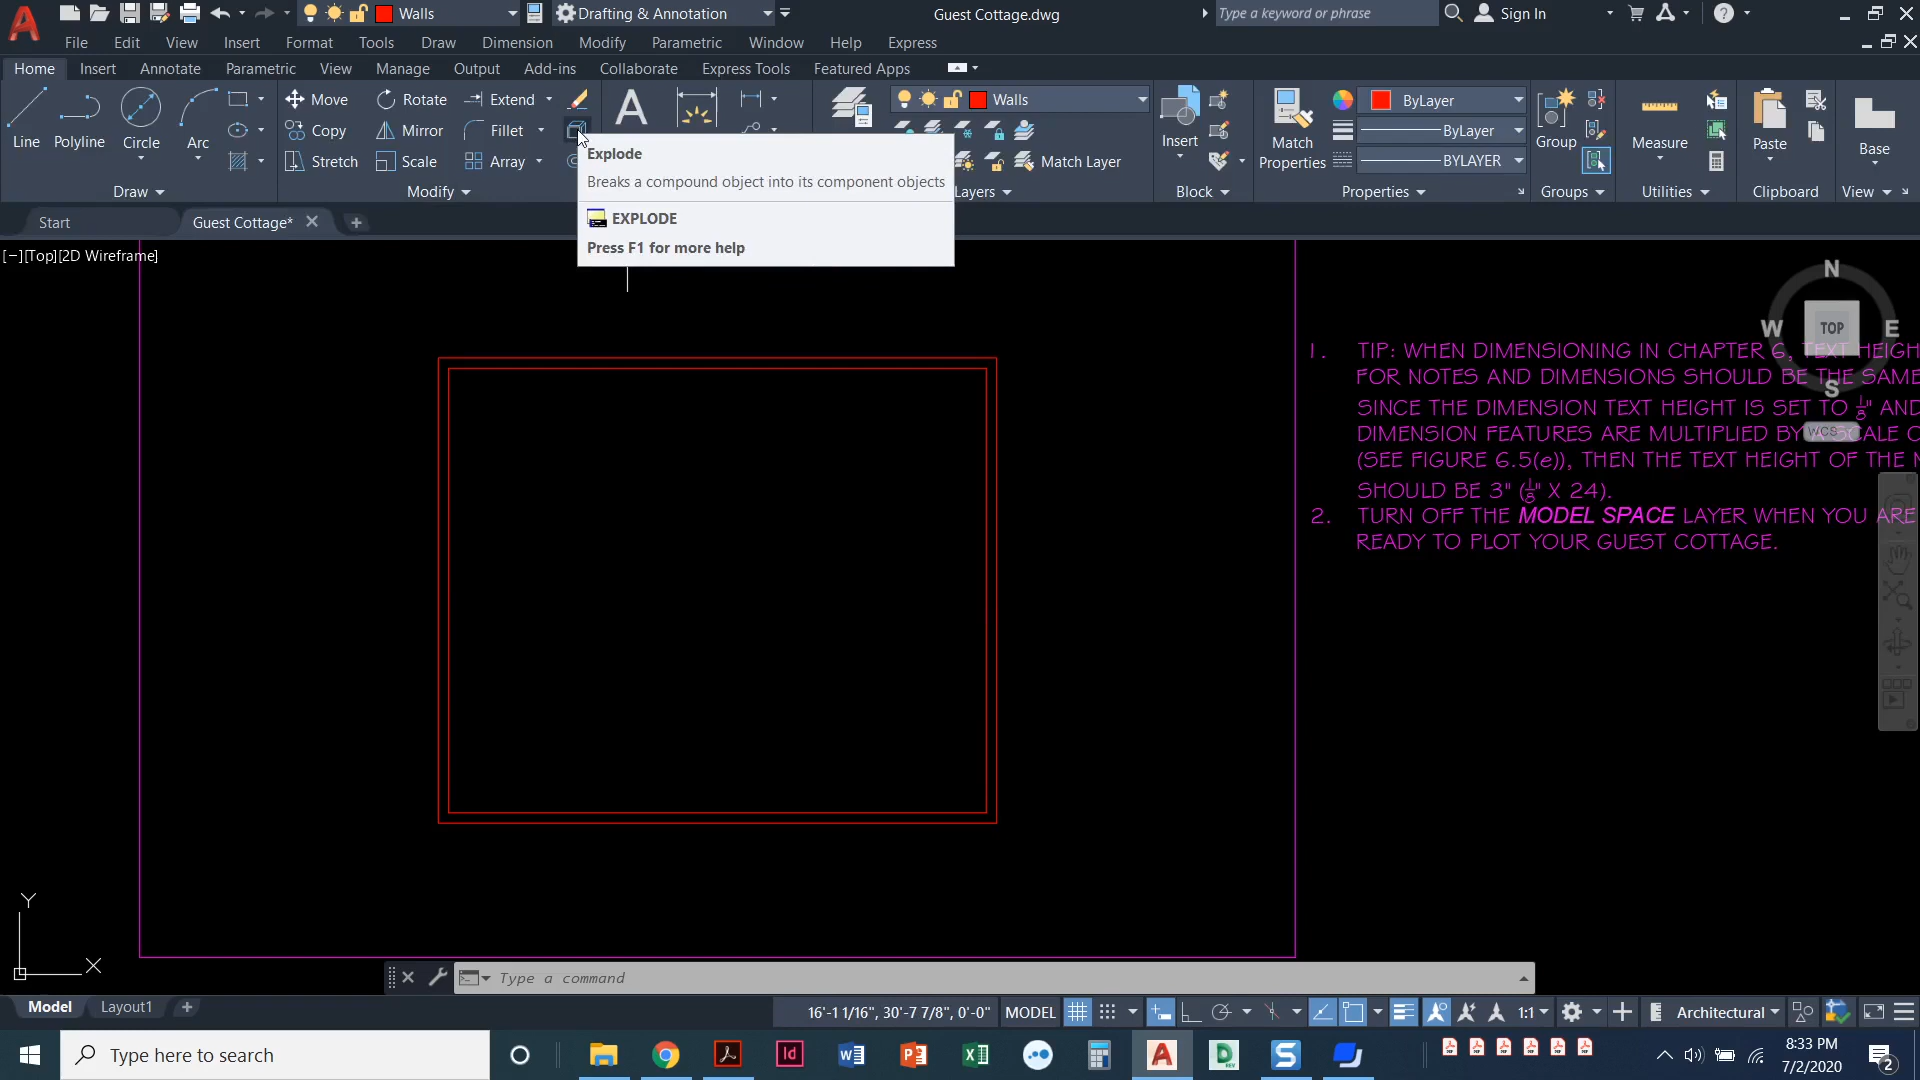 Walls
Drafting & Annotation
Guest Cottage.dwg
Type a keyword or phrase
Sign In
File Edit View Insert Format Tools Draw Dimension Modify Parametric Window Help Express
Home Insert Annotate Parametric View Manage Output Add-ins Collaborate Express Tools Featured Apps
Line Polyline Circle Arc
Move Rotate Extend
Copy Mirror Fillet
Stretch Scale Array
Draw Modify
Walls
Match Layer
Layers
Insert
Block
Match Properties
ByLayer
ByLayer
BYLAYER
Properties
Group
Groups
Measure
Utilities
Paste
Clipboard
Base
View
Explode
Breaks a compound object into its component objects
EXPLODE
Press F1 for more help
Start Guest Cottage*
[−][Top][2D Wireframe]
N
W TOP E
S
WCS
1. TIP: WHEN DIMENSIONING IN CHAPTER 6, TEXT HEIGH
FOR NOTES AND DIMENSIONS SHOULD BE THE SAME
SINCE THE DIMENSION TEXT HEIGHT IS SET TO ⅛" AND
DIMENSION FEATURES ARE MULTIPLIED BY A SCALE O
(SEE FIGURE 6.5(e)), THEN THE TEXT HEIGHT OF THE
SHOULD BE 3" (⅛" X 24).
2. TURN OFF THE MODEL SPACE LAYER WHEN YOU ARE
READY TO PLOT YOUR GUEST COTTAGE.
Y
X
Type a command
Model Layout1
16'-1 1/16", 30'-7 7/8", 0'-0" MODEL 1:1 Architectural
Type here to search
8:33 PM
7/2/2020
2